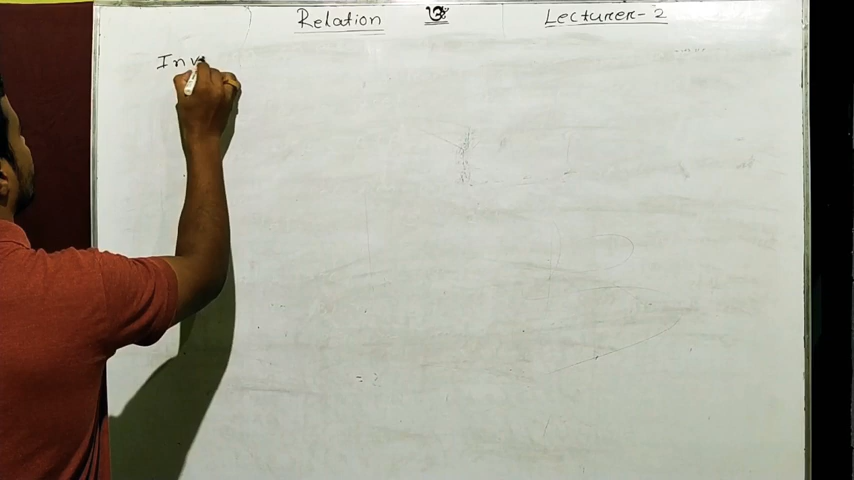 Relation ঔঁ Lecturer-2
Inv